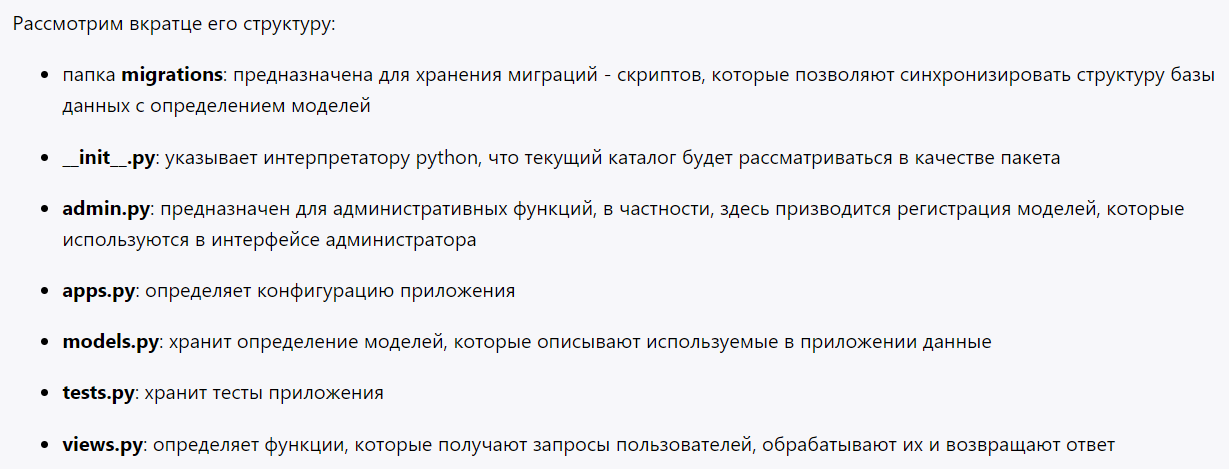 Рассмотрим вкратце его структуру:
• папка migrations: предназначена для хранения миграций - скриптов, которые позволяют синхронизировать структуру базы
данных с определением моделей
• __init__.py: указывает интерпретатору python, что текущий каталог будет рассматриваться в качестве пакета
• admin.py: предназначен для административных функций, в частности, здесь призводится регистрация моделей, которые
используются в интерфейсе администратора
• apps.py: определяет конфигурацию приложения
• models.py: хранит определение моделей, которые описывают используемые в приложении данные
• tests.py: хранит тесты приложения
• views.py: определяет функции, которые получают запросы пользователей, обрабатывают их и возвращают ответ